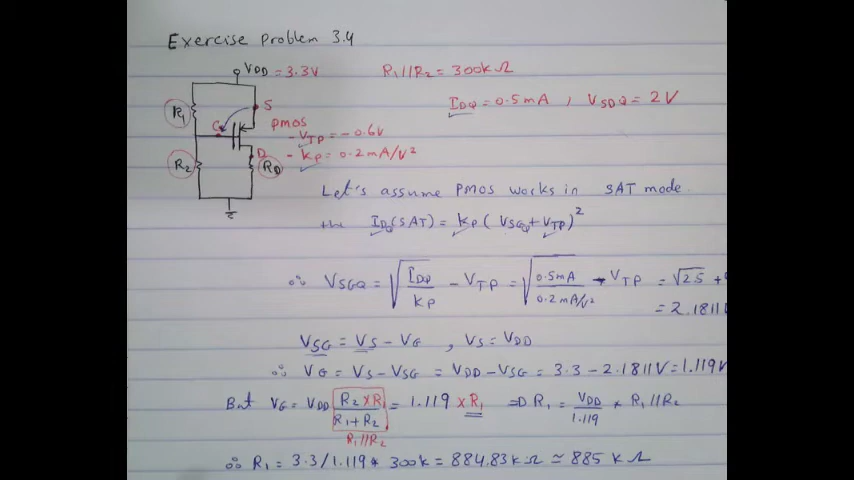 Exercise problem 3.4
VDD = 3.3V
R1//R2 = 300kΩ
IDQ = 0.5mA , VSDQ = 2V
R1
S
G
PMOS
- VTP = -0.6V
D
- kp = 0.2mA/V²
R2
RD
Let's assume PMOS works in SAT mode.
the ID(SAT) = kp(VSGQ+VTP)²
∴ VSGQ = √(IDQ/kp) - VTP = √(0.5mA/0.2mA/V²) - VTP = √2.5 +
= 2.1811
VSG = VS - VG , VS = VDD
∴ VG = VS - VSG = VDD - VSG = 3.3 - 2.1811V = 1.119V
But VG = VDD R2 × R1/R1+R2 = 1.119 × R1 ⇒ R1 = VDD/1.119 * R1//R2
R1//R2
∴ R1 = 3.3/1.119 * 300k = 884.83kΩ ≃ 885 kΩ